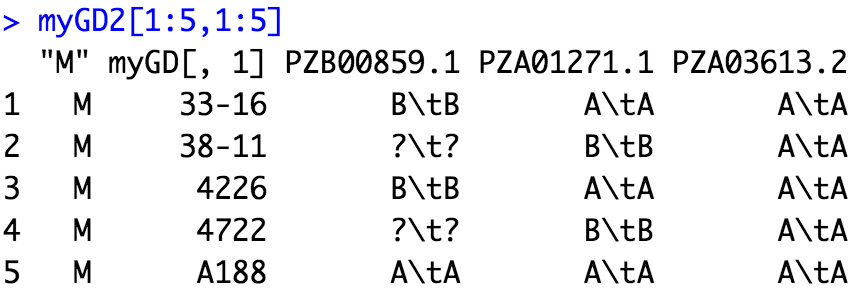 > myGD2[1:5,1:5]
"M" myGD[, 1] PZB00859.1 PZA01271.1 PZA03613.2
1 M 33-16 B\tB A\tA A\tA
2 M 38-11 ?\t? B\tB A\tA
3 M 4226 B\tB A\tA A\tA
4 M 4722 ?\t? B\tB A\tA
5 M A188 A\tA A\tA A\tA